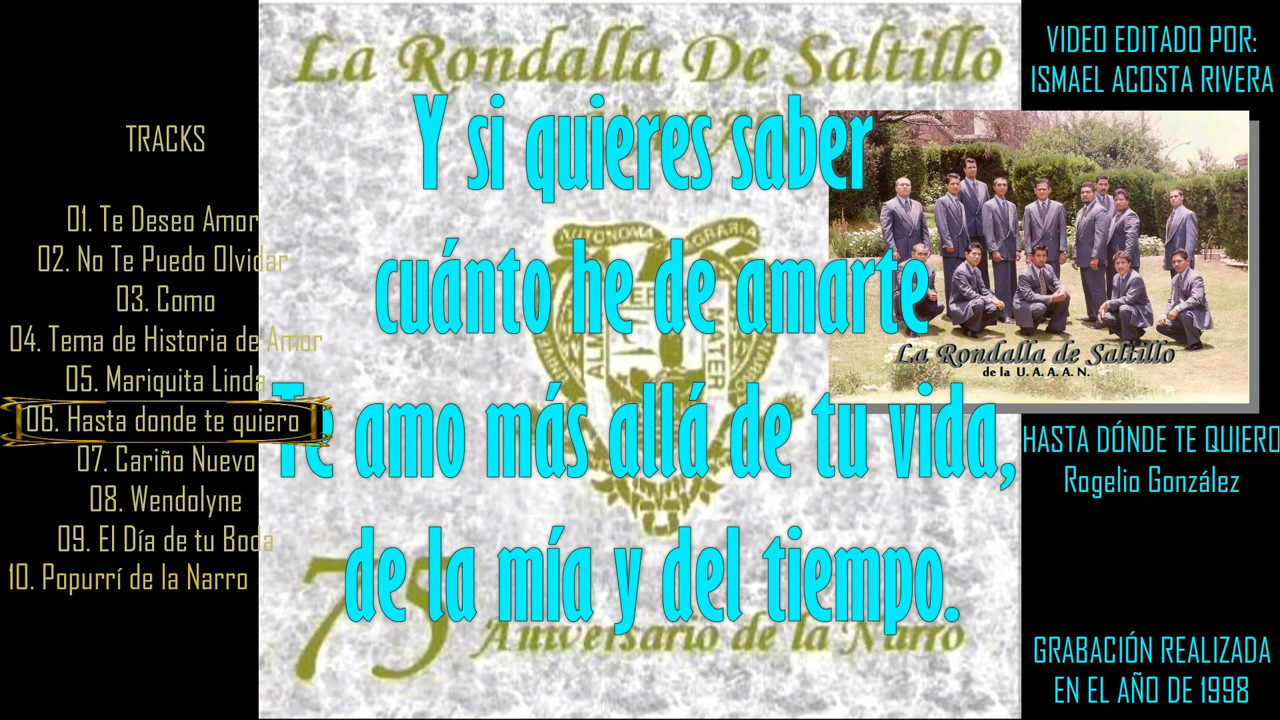 TRACKS
01. Te Deseo Amor
02. No Te Puedo Olvidar
03. Como
04. Tema de Historia de Amor
05. Mariquita Linda
06. Hasta donde te quiero
07. Cariño Nuevo
08. Wendolyne
09. El Día de tu Boda
10. Popurrí de la Narro
La Rondalla De Saltillo
Y si quieres saber
cuánto he de amarte
Te amo más allá de tu vida,
de la mía y del tiempo.
AUTONOMA AGRARIA
ALMA MATER
75 Aniversario de la Narro
VIDEO EDITADO POR:
ISMAEL ACOSTA RIVERA
La Rondalla de Saltillo
de la U. A. A. A. N.
HASTA DÓNDE TE QUIERO
Rogelio González
GRABACIÓN REALIZADA
EN EL AÑO DE 1998